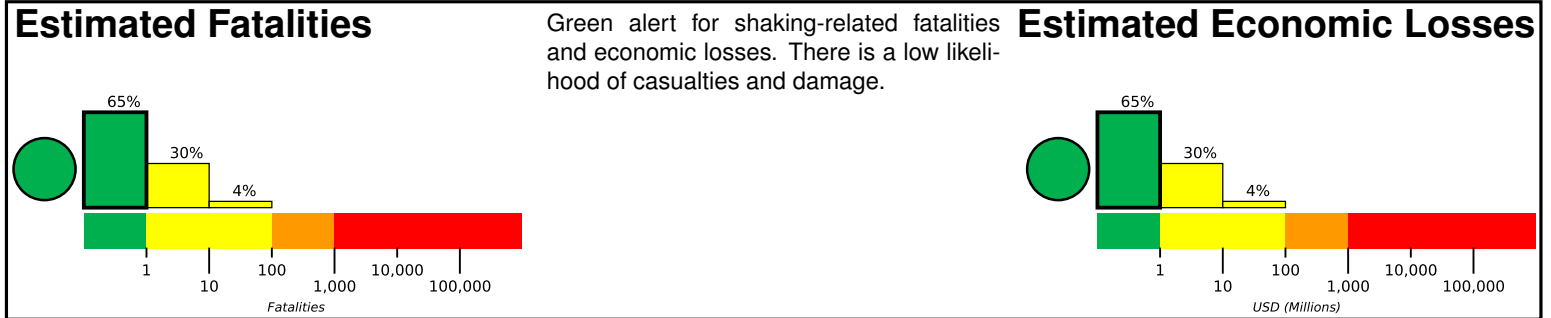 Estimated Fatalities
65%
30%
4%
1
10
100
1,000
10,000
100,000
Fatalities
Green alert for shaking-related fatalities
and economic losses. There is a low likeli-
hood of casualties and damage.
Estimated Economic Losses
65%
30%
4%
1
10
100
1,000
10,000
100,000
USD (Millions)